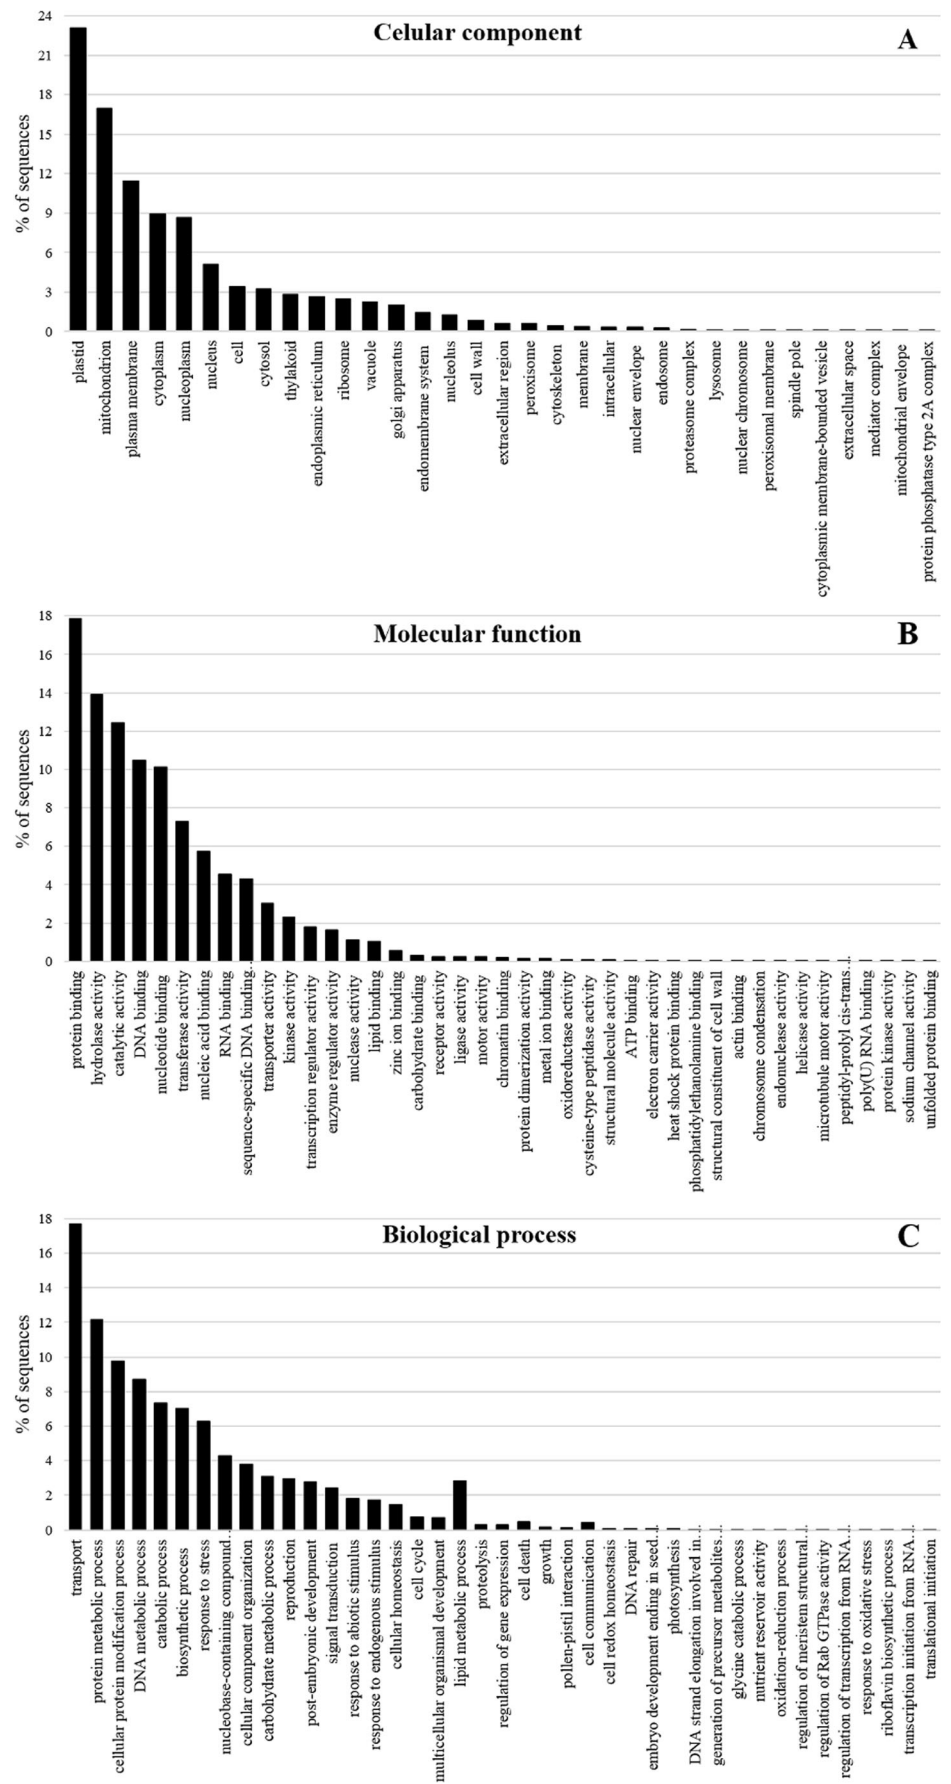 Celular component
A
% of sequences
24
21
18
15
12
9
6
3
0
plastid
mitochondrion
plasma membrane
cytoplasm
nucleoplasm
nucleus
cell
cytosol
thylakoid
endoplasmic reticulum
ribosome
vacuole
golgi apparatus
endomembrane system
nucleolus
cell wall
extracellular region
peroxisome
cytoskeleton
membrane
intracellular
nuclear envelope
endosome
proteasome complex
lysosome
nuclear chromosome
peroxisomal membrane
spindle pole
cytoplasmic membrane-bounded vesicle
extracellular space
mediator complex
mitochondrial envelope
protein phosphatase type 2A complex
Molecular function
B
% of sequences
18
16
14
12
10
8
6
4
2
0
protein binding
hydrolase activity
catalytic activity
DNA binding
nucleotide binding
transferase activity
nucleic acid binding
RNA binding
sequence-specific DNA binding...
transporter activity
kinase activity
transcription regulator activity
enzyme regulator activity
nuclease activity
lipid binding
zinc ion binding
carbohydrate binding
receptor activity
ligase activity
motor activity
chromatin binding
protein dimerization activity
metal ion binding
oxidoreductase activity
cysteine-type peptidase activity
structural molecule activity
ATP binding
electron carrier activity
heat shock protein binding
phosphatidylethanolamine binding
structural constituent of cell wall
actin binding
chromosome condensation
endonuclease activity
helicase activity
microtubule motor activity
peptidyl-prolyl cis-trans...
poly(U) RNA binding
protein kinase activity
sodium channel activity
unfolded protein binding
Biological process
C
% of sequences
18
16
14
12
10
8
6
4
2
0
transport
protein metabolic process
cellular protein modification process
DNA metabolic process
catabolic process
biosynthetic process
response to stress
nucleobase-containing compound...
cellular component organization
carbohydrate metabolic process
reproduction
post-embryonic development
signal transduction
response to abiotic stimulus
response to endogenous stimulus
cellular homeostasis
cell cycle
multicellular organismal development
lipid metabolic process
proteolysis
regulation of gene expression
cell death
growth
pollen-pistil interaction
cell communication
cell redox homeostasis
DNA repair
embryo development ending in seed...
photosynthesis
DNA strand elongation involved in...
generation of precursor metabolites...
glycine catabolic process
nutrient reservoir activity
oxidation-reduction process
regulation of meristem structural...
regulation of Rab GTPase activity
regulation of transcription from RNA...
response to oxidative stress
riboflavin biosynthetic process
transcription initiation from RNA...
translational initiation